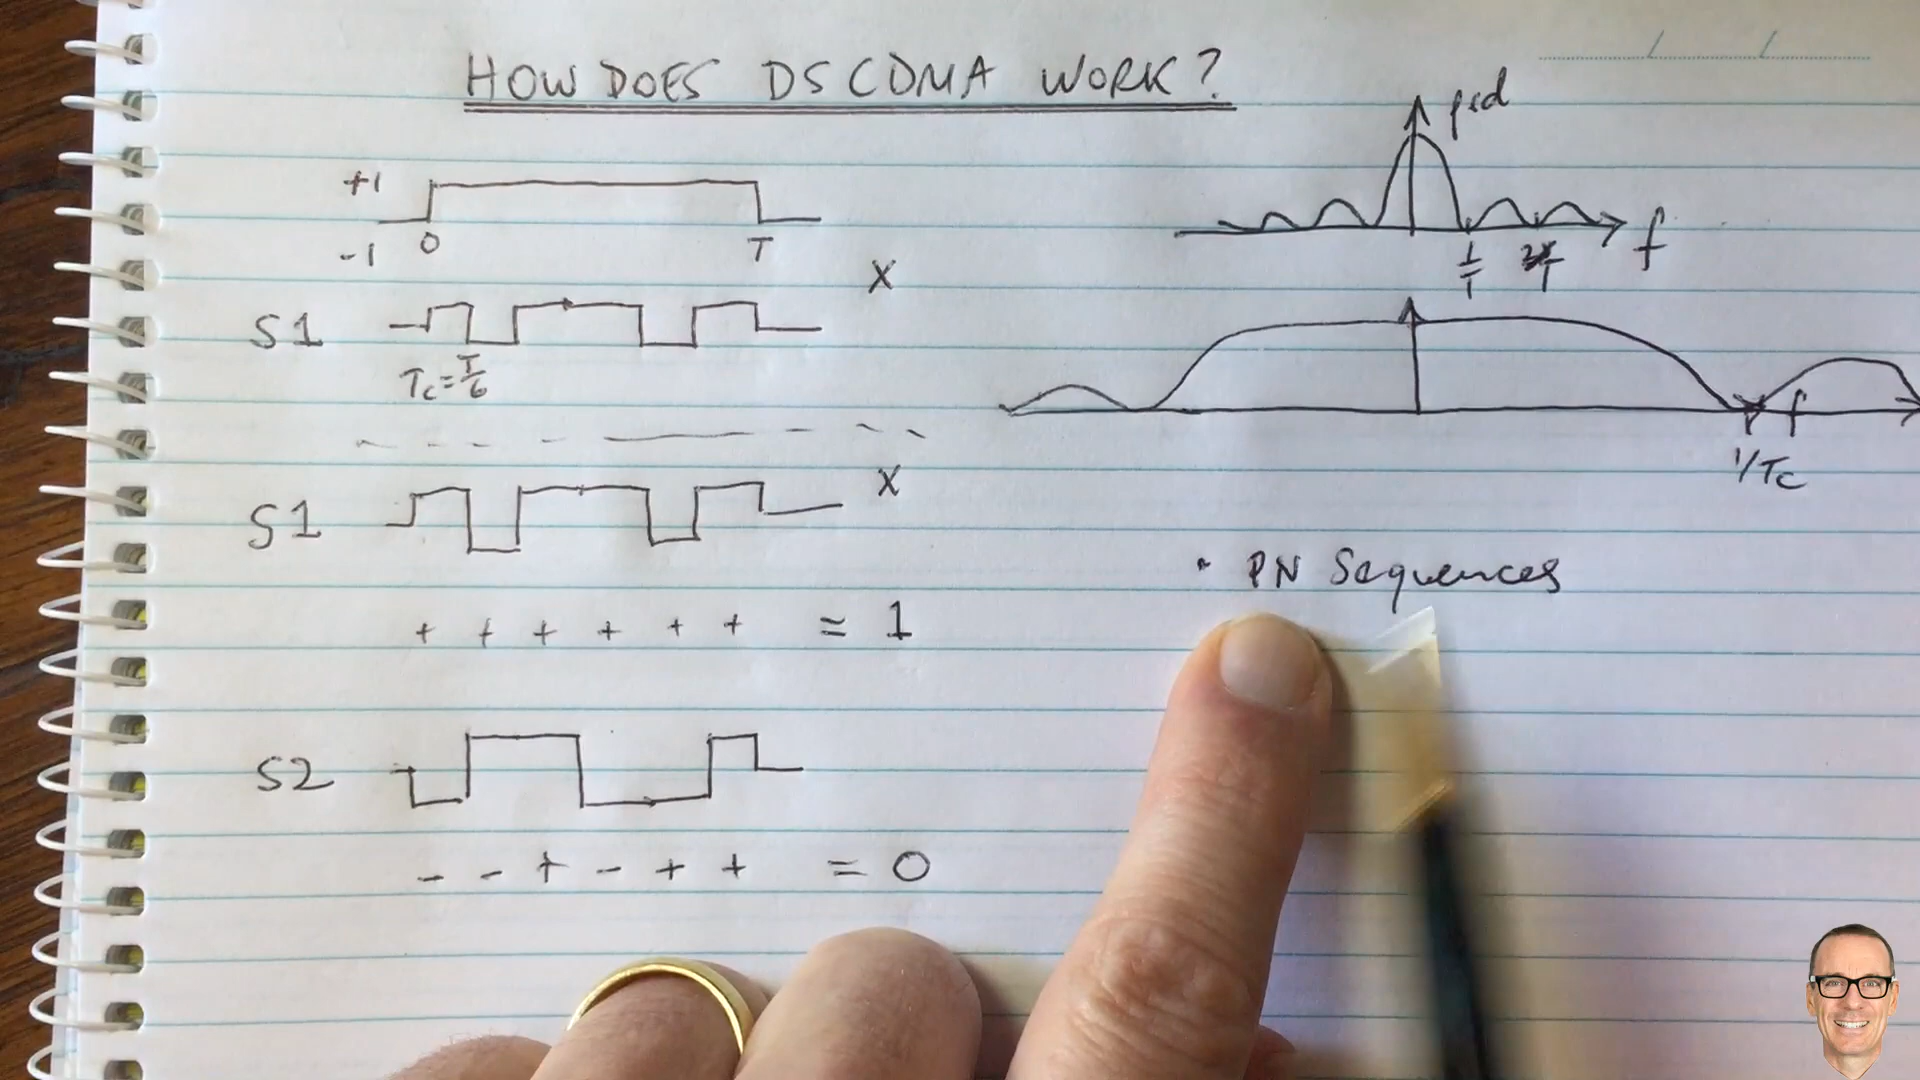 HOW DOES DS CDMA WORK?
psd
+1
-1
0
T
X
f
1/T
S1
Tc = T/6
f
1/Tc
X
S1
• PN Sequences
+ + + + + + = 1
S2
- - + - + + = 0